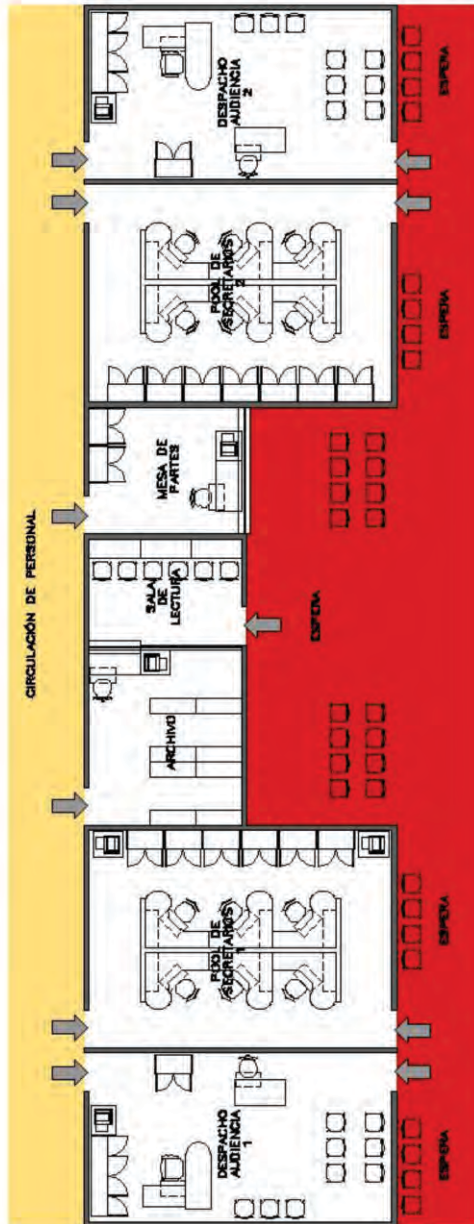 CIRCULACIÓN DE PERSONAL
DESPACHO
AUDIENCIA
1
POOL DE
SECRETARIOS
1
ARCHIVO
SALA
DE
LECTURA
MESA DE
PARTES
POOL DE
SECRETARIOS
2
DESPACHO
AUDIENCIA
2
ESPERA
ESPERA
ESPERA
ESPERA
ESPERA